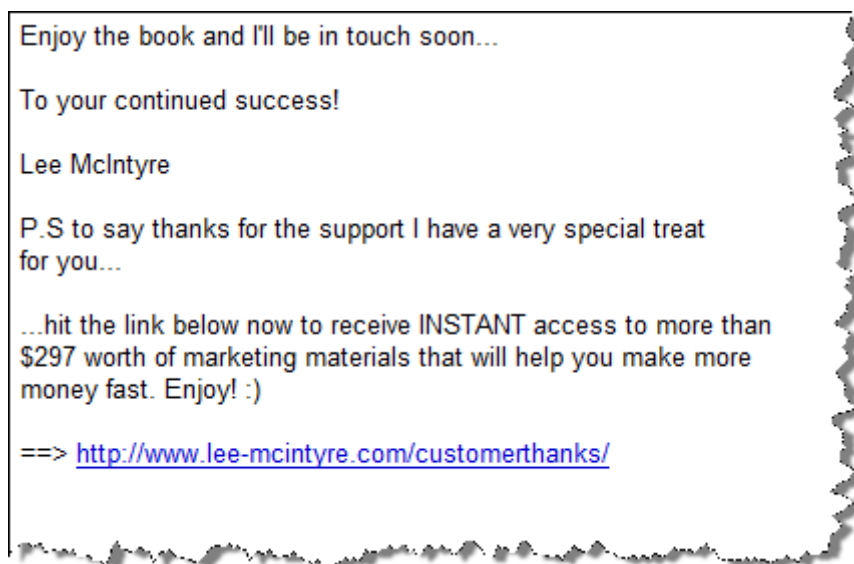 Enjoy the book and I'll be in touch soon...
To your continued success!
Lee McIntyre
P.S to say thanks for the support I have a very special treat
for you...
...hit the link below now to receive INSTANT access to more than
$297 worth of marketing materials that will help you make more
money fast. Enjoy! :)
==> http://www.lee-mcintyre.com/customerthanks/